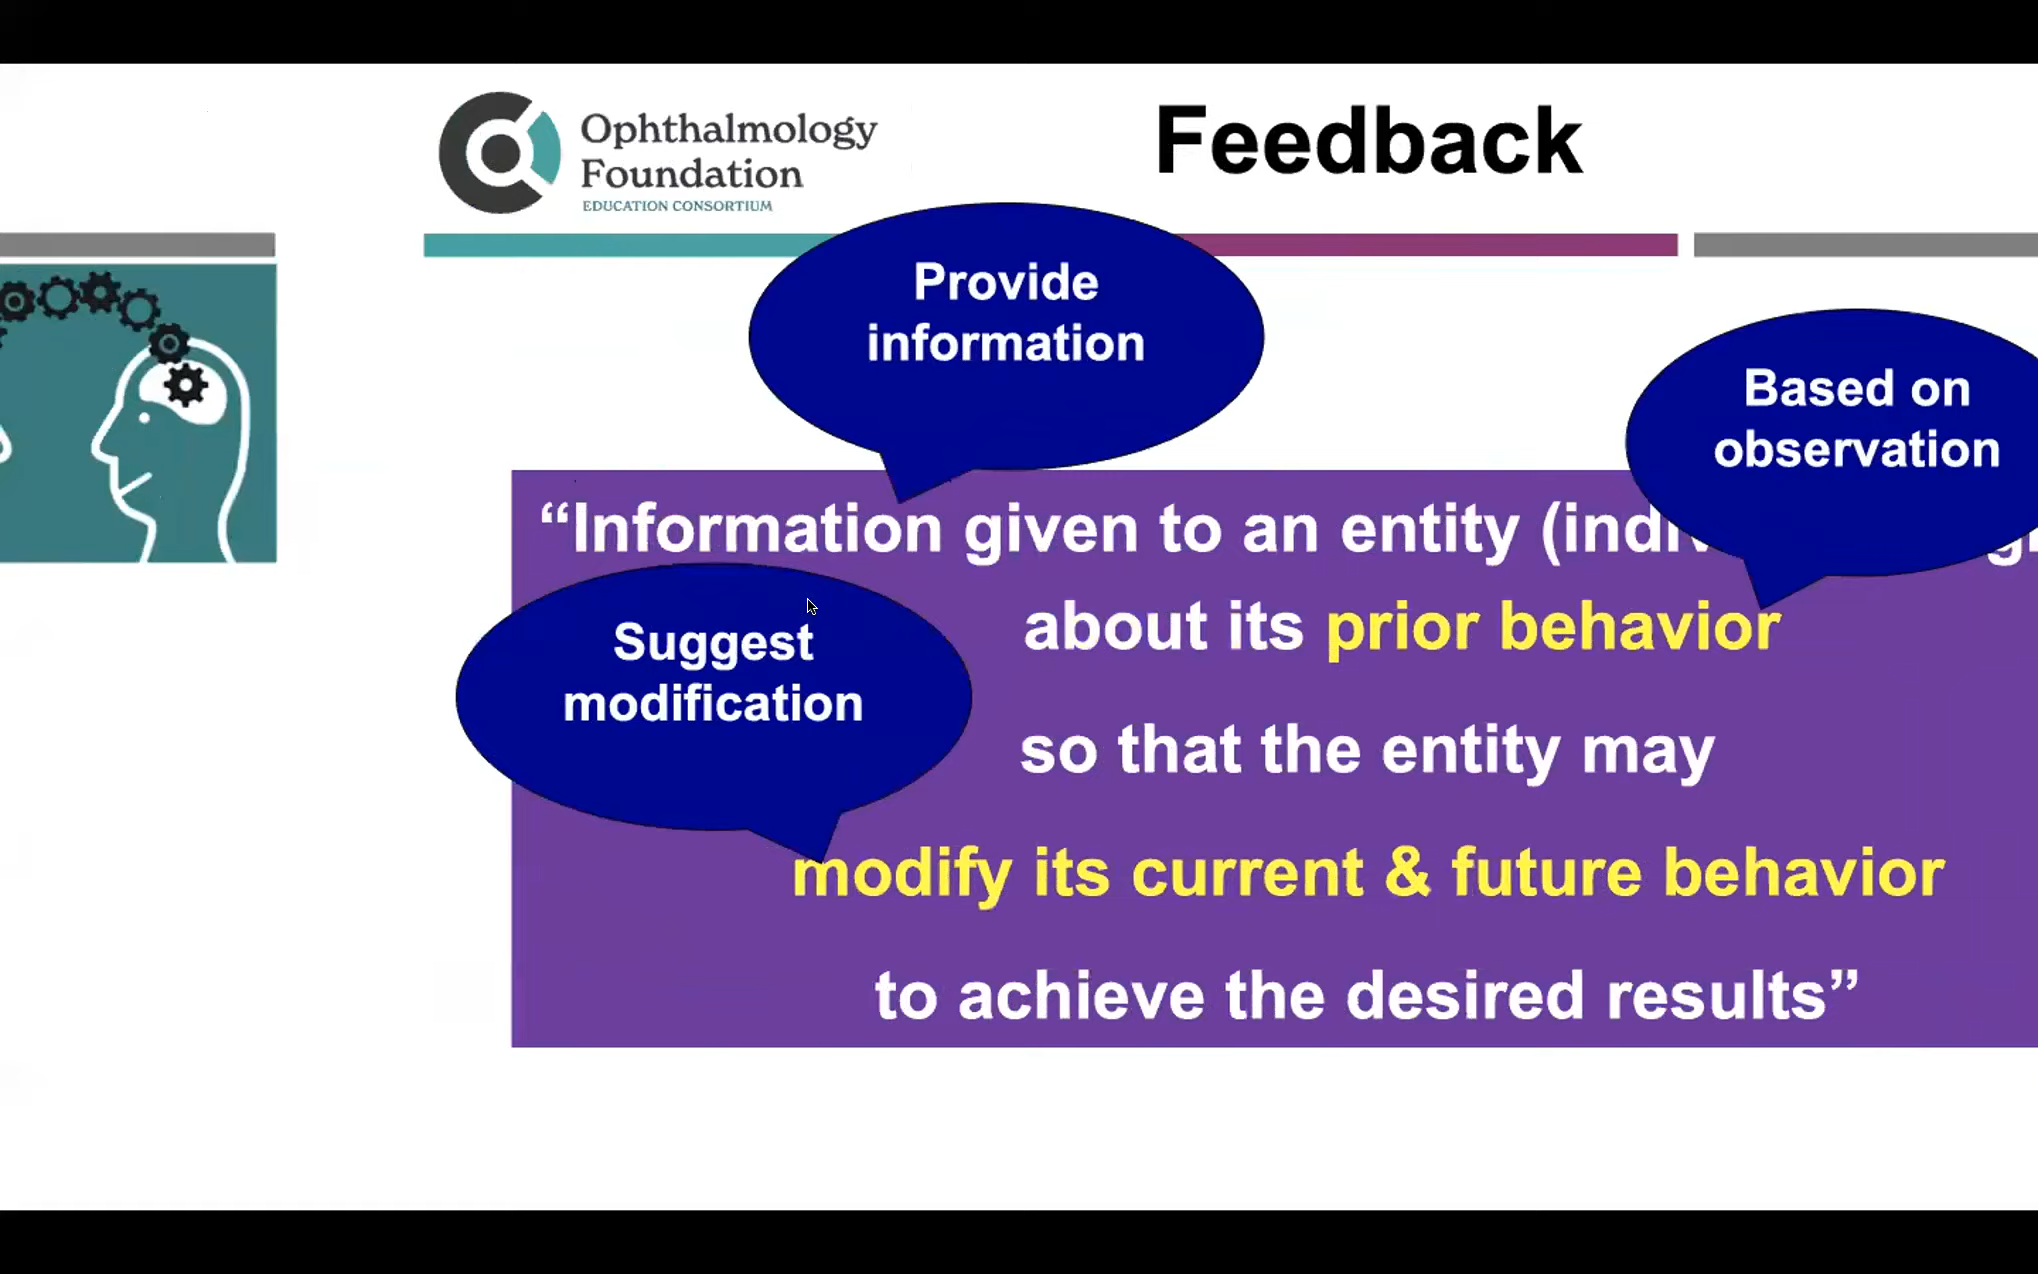 Ophthalmology
Foundation
EDUCATION CONSORTIUM
Feedback
Provide
information
Based on
observation
“Information given to an entity
about its prior behavior
Suggest
modification
so that the entity may
modify its current & future behavior
to achieve the desired results”